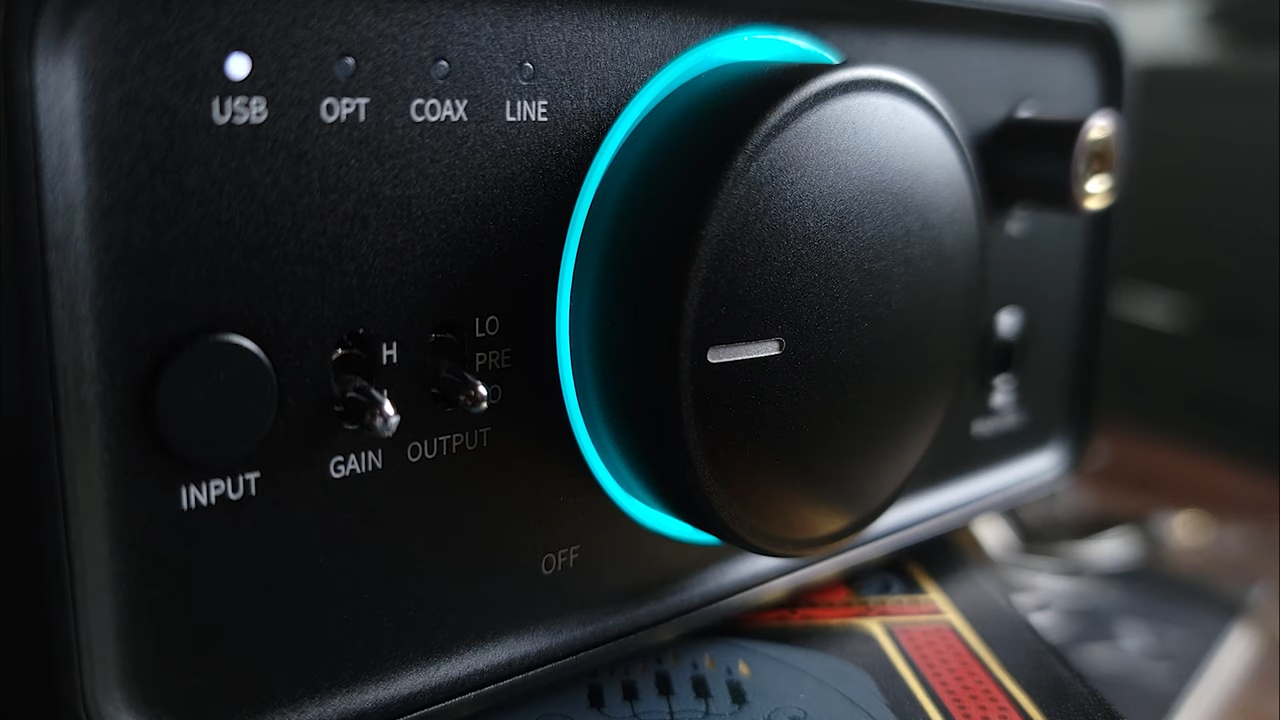 USB OPT COAX LINE
H
LO
PRE
INPUT
GAIN
OUTPUT
OFF